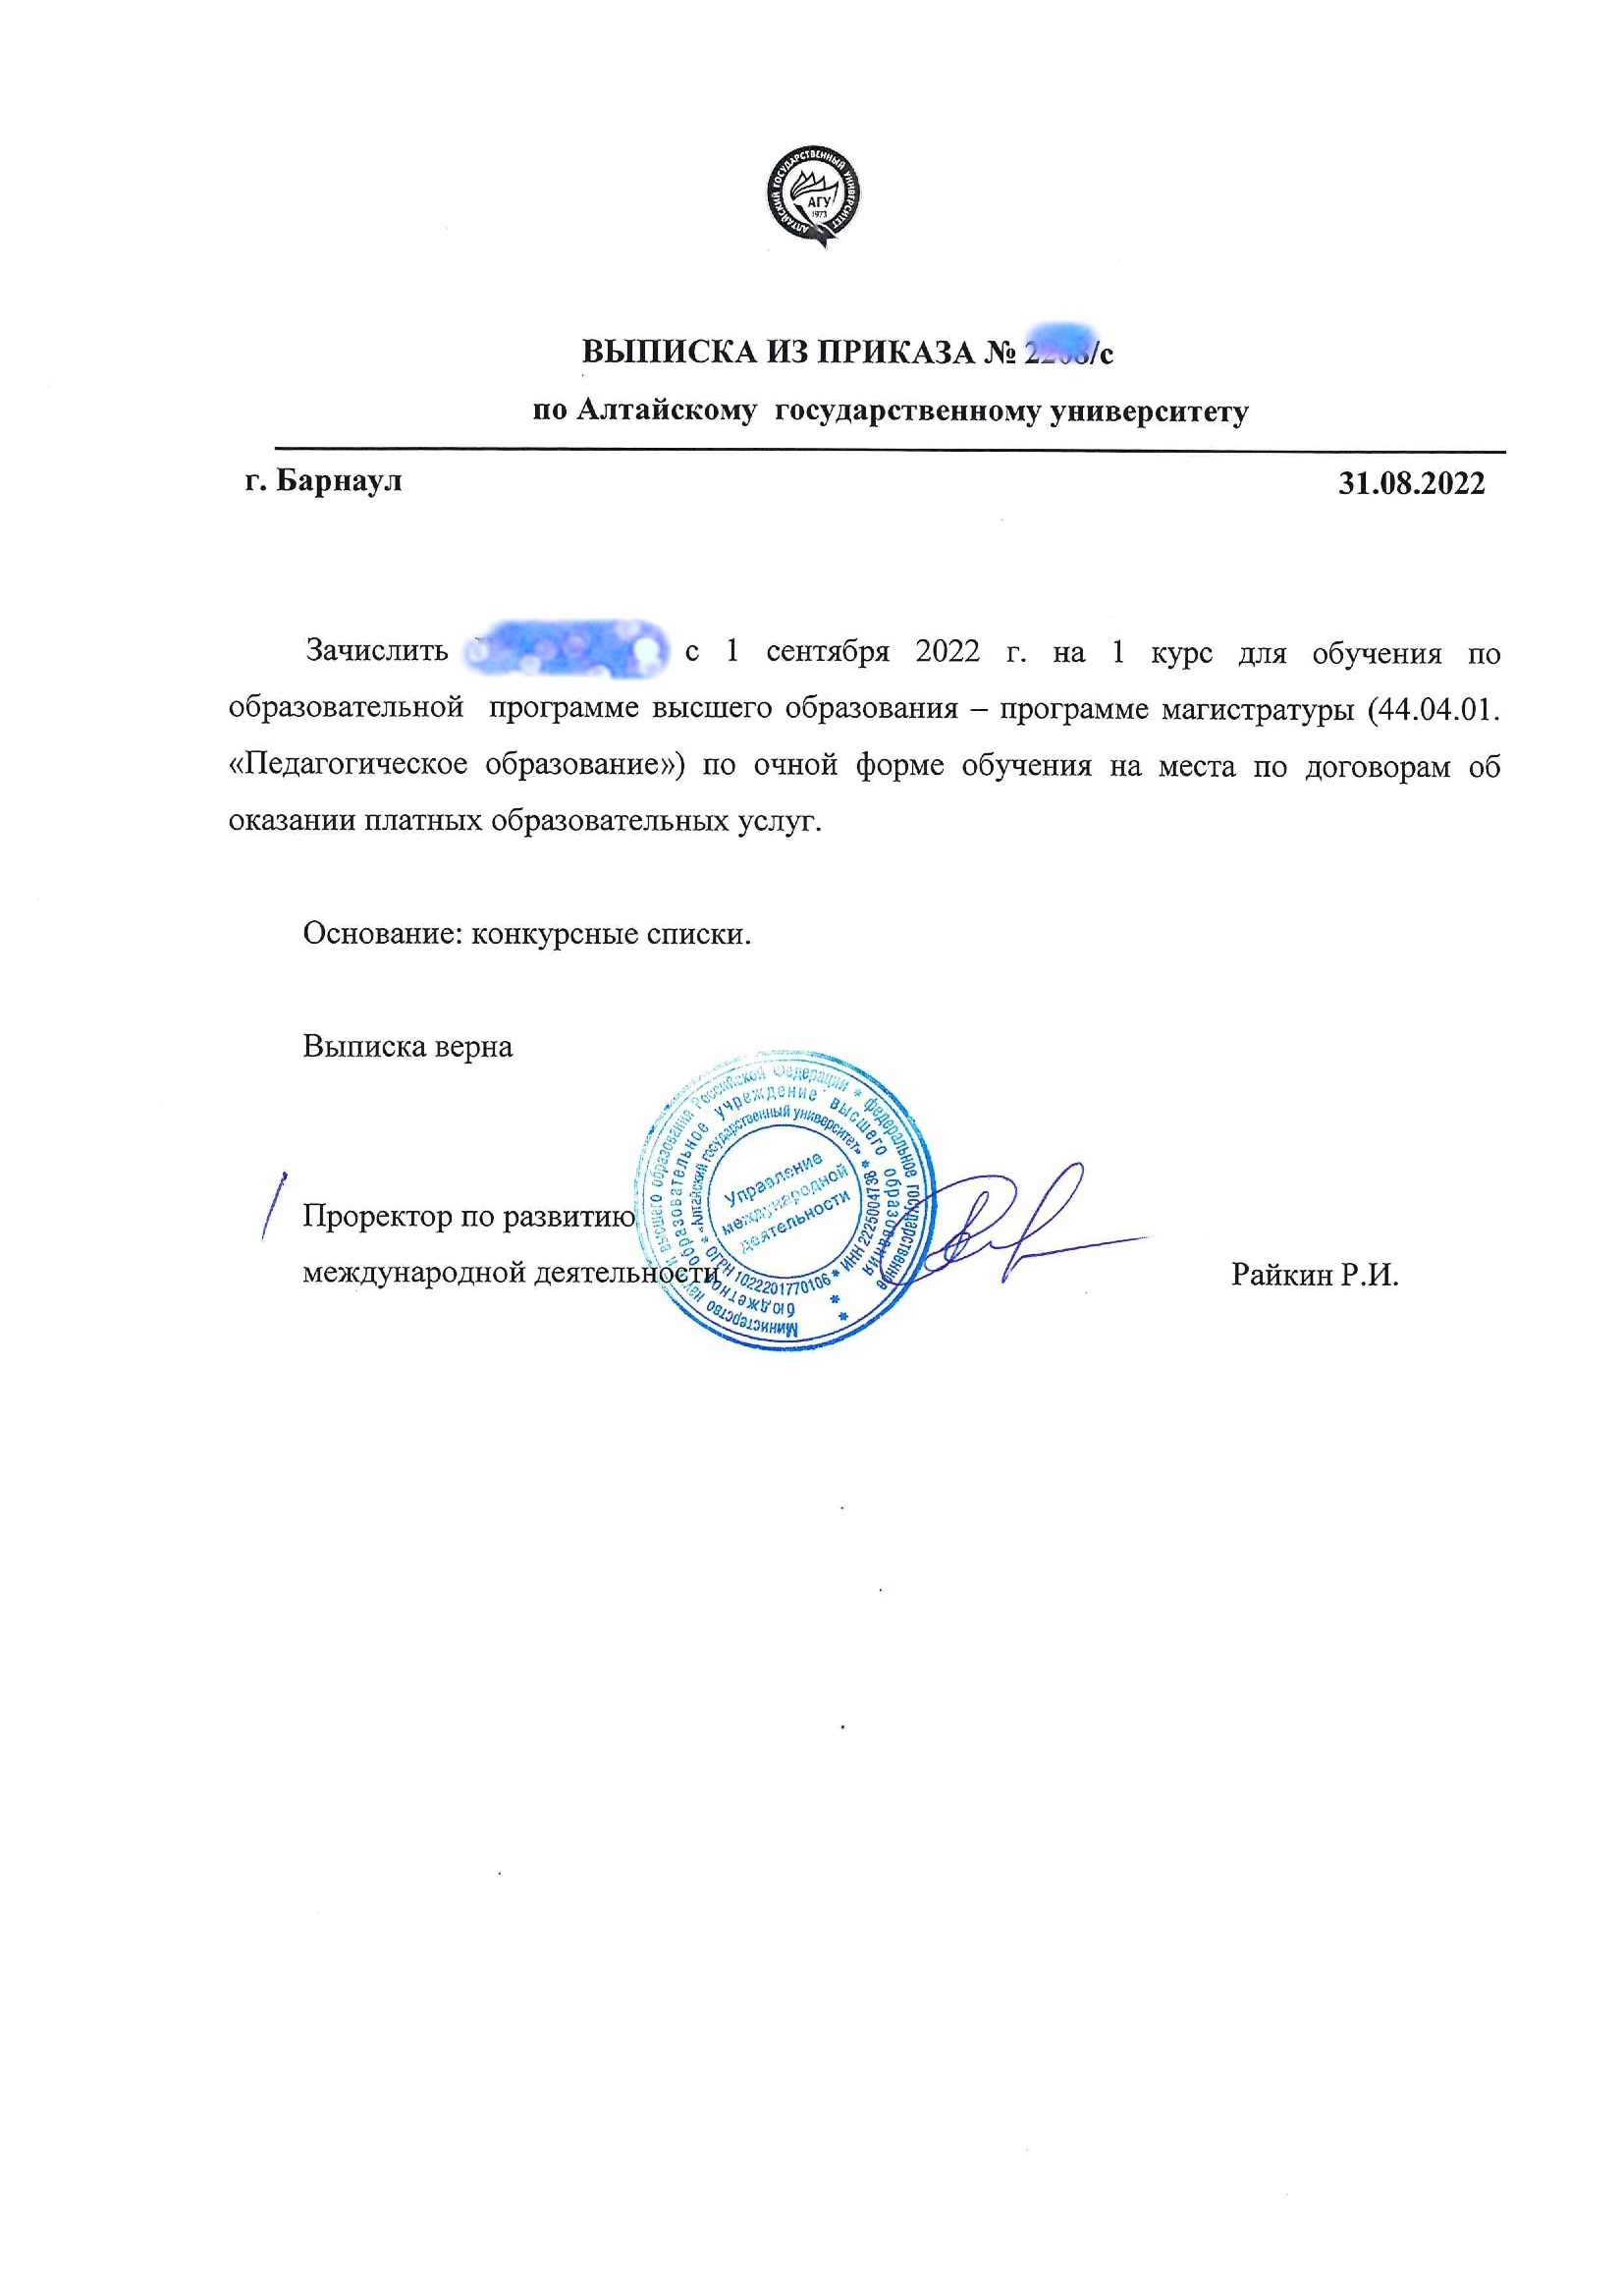 АЛТАЙСКИЙ ГОСУДАРСТВЕННЫЙ УНИВЕРСИТЕТ
АГУ
1973
ВЫПИСКА ИЗ ПРИКАЗА № /с
по Алтайскому государственному университету
г. Барнаул 31.08.2022
Зачислить с 1 сентября 2022 г. на 1 курс для обучения по
образовательной программе высшего образования – программе магистратуры (44.04.01.
«Педагогическое образование») по очной форме обучения на места по договорам об
оказании платных образовательных услуг.
Основание: конкурсные списки.
Выписка верна
Проректор по развитию
международной деятельности Райкин Р.И.
Министерство науки и высшего образования Российской Федерации * федеральное государственное
бюджетное образовательное учреждение высшего образования
«Алтайский государственный университет» * ИНН 2225004738 * ОГРН 1022201770106 *
Управление
международной
деятельности